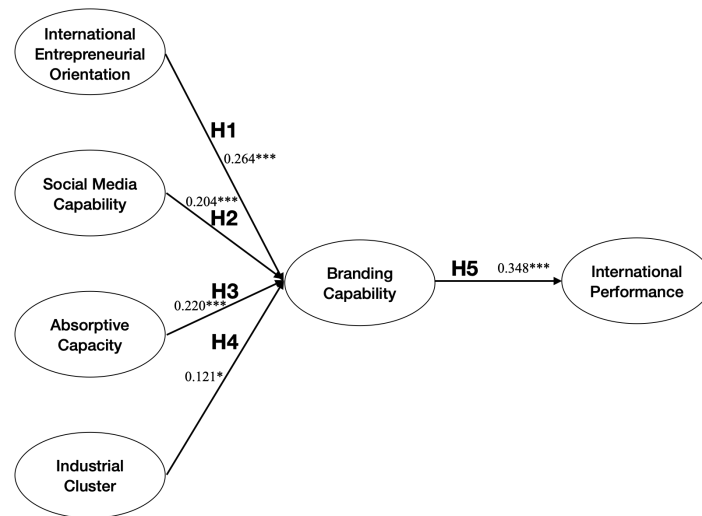 International
Entrepreneurial
Orientation
H1
0.264***
Social Media
Capability
0.204***
H2
Branding
Capability
H5
0.348***
International
Performance
H3
0.220***
Absorptive
Capacity
H4
0.121*
Industrial
Cluster